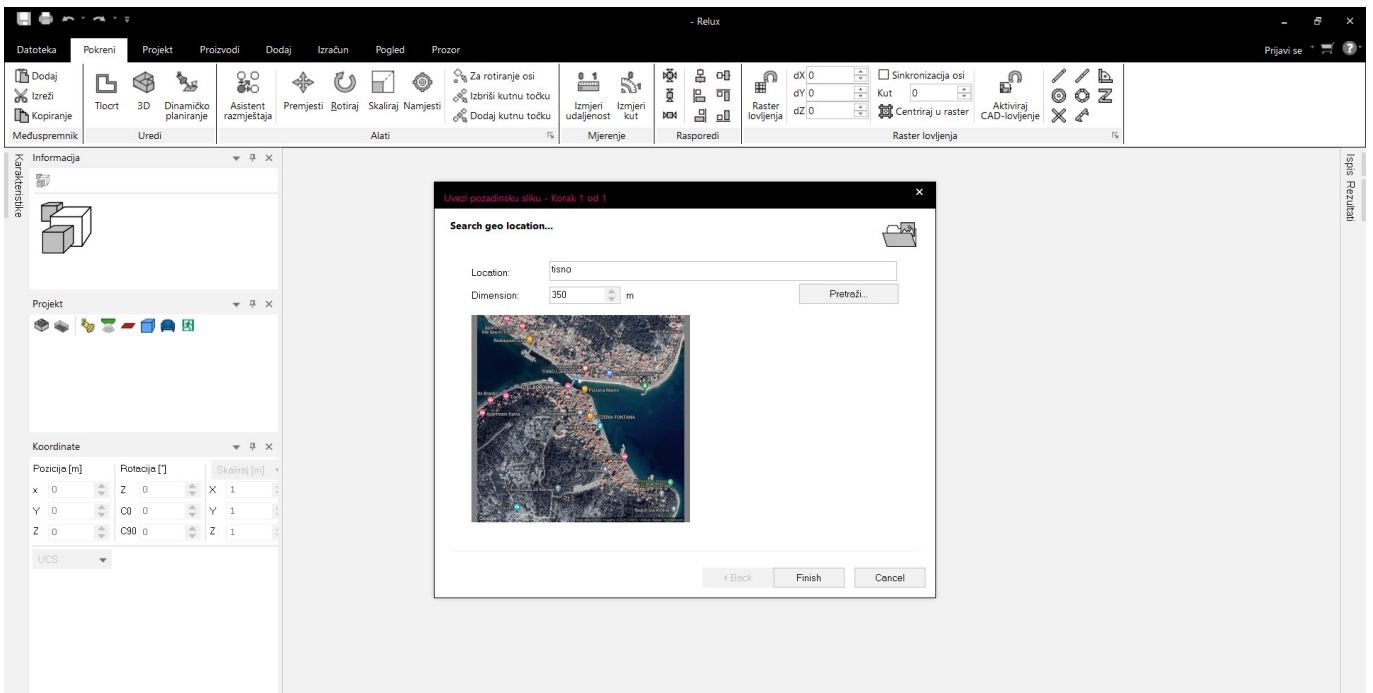 - Relux
Datoteka Pokreni Projekt Proizvodi Dodaj Izračun Pogled Prozor Prijavi se
Dodaj
Izreži
Kopiranje
Međuspremnik
Tlocrt
3D
Dinamičko planiranje
Uredi
Asistent razmještaja
Premjesti
Rotiraj
Skaliraj
Namjesti
Za rotiranje osi
Izbriši kutnu točku
Dodaj kutnu točku
Alati
Izmjeri udaljenost
Izmjeri kut
Mjerenje
Rasporedi
Raster lovljenja
dX 0
dY 0
dZ 0
Sinkronizacija osi
Kut 0
Centriraj u raster
Aktiviraj CAD-lovljenje
Raster lovljenja
Karakteristike
Informacija
Projekt
Koordinate
Pozicija [m] Rotacija [°] Skaliraj [m]
x 0 Z 0 X 1
Y 0 C0 0 Y 1
Z 0 C90 0 Z 1
UCS
Uvezi pozadinsku sliku - Korak 1 od 1
Search geo location...
Location: tisno
Dimension: 350 m Pretraži...
Pizzeria Marin
PIZZERIA FONTANA
Apartment Kaina
Google
< Back Finish Cancel
Ispis Rezultati